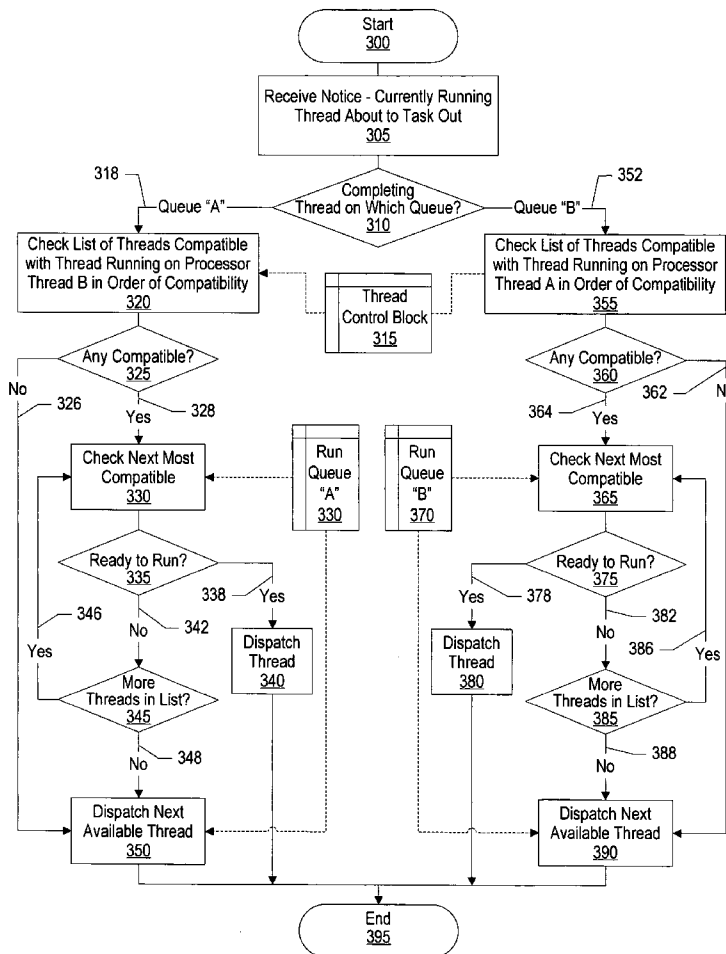 Start
300
Receive Notice - Currently Running
Thread About to Task Out
305
318
352
Completing
Thread on Which Queue?
310
Queue "A"
Queue "B"
Check List of Threads Compatible
with Thread Running on Processor
Thread B in Order of Compatibility
320
Thread
Control Block
315
Check List of Threads Compatible
with Thread Running on Processor
Thread A in Order of Compatibility
355
Any Compatible?
325
No
326
328
Yes
Any Compatible?
360
362
364
Yes
N
Check Next Most
Compatible
330
Run
Queue
"A"
330
Run
Queue
"B"
370
Check Next Most
Compatible
365
Ready to Run?
335
338
Yes
342
No
346
Yes
Ready to Run?
375
378
Yes
382
No
386
Yes
Dispatch
Thread
340
Dispatch
Thread
380
More
Threads in List?
345
348
No
More
Threads in List?
385
388
No
Dispatch Next
Available Thread
350
Dispatch Next
Available Thread
390
End
395